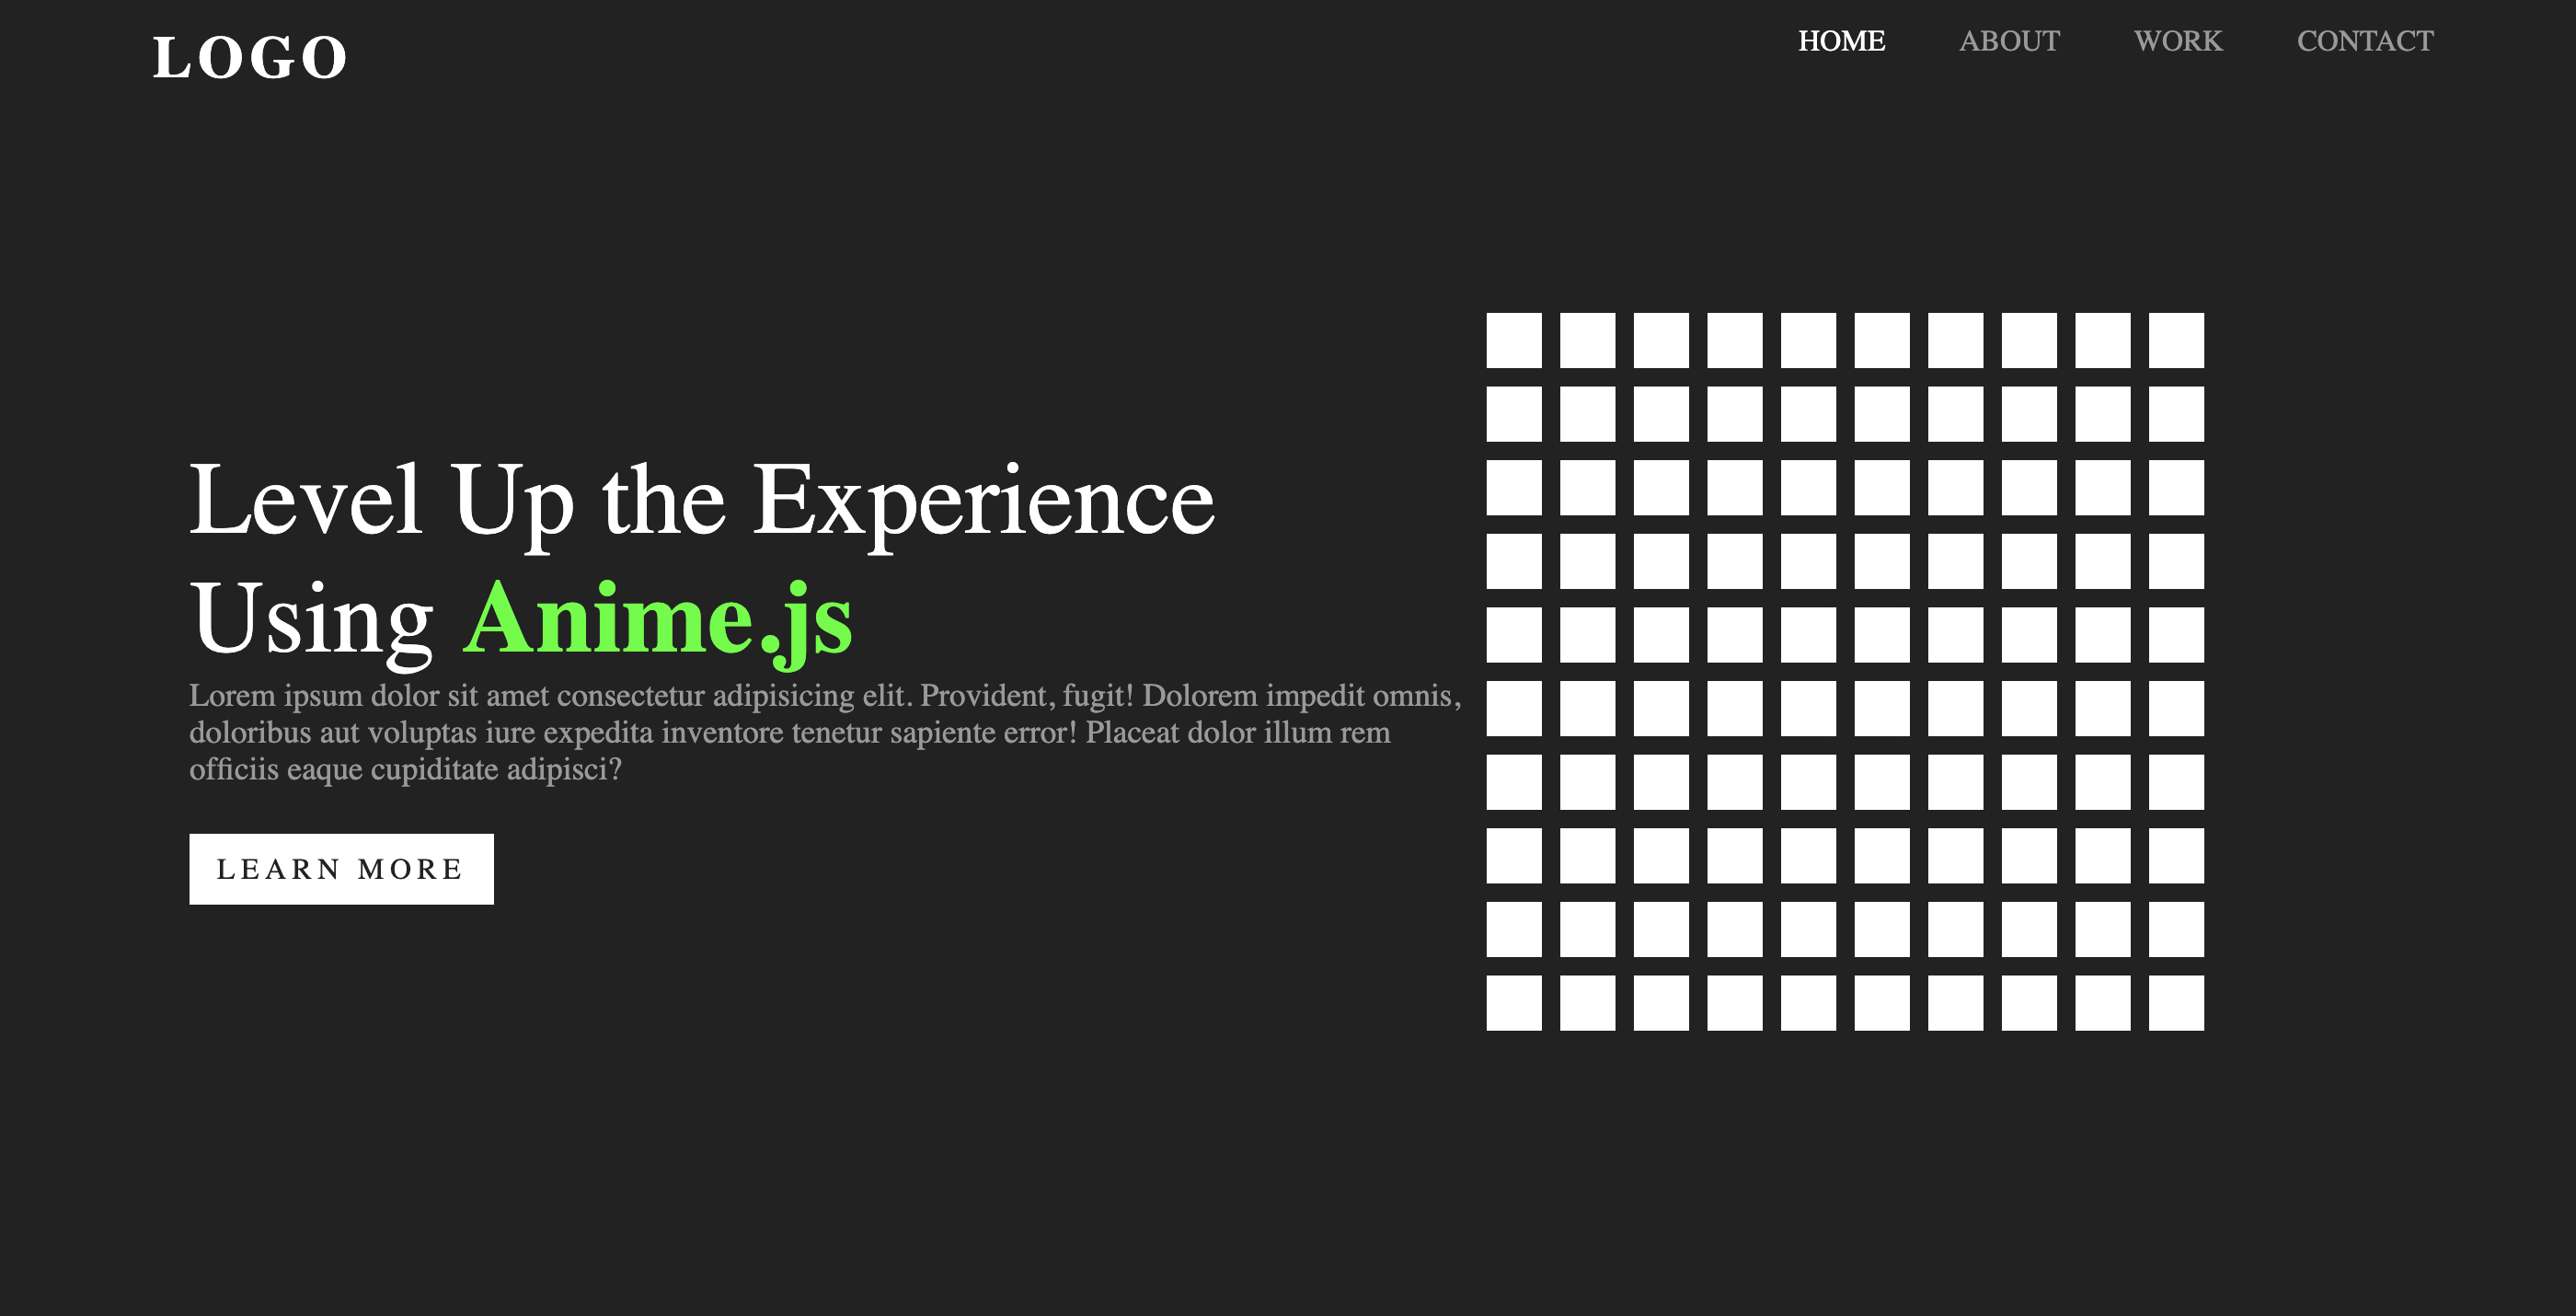 LOGO
HOME ABOUT WORK CONTACT
Level Up the Experience
Using Anime.js
Lorem ipsum dolor sit amet consectetur adipisicing elit. Provident, fugit! Dolorem impedit omnis,
doloribus aut voluptas iure expedita inventore tenetur sapiente error! Placeat dolor illum rem
officiis eaque cupiditate adipisci?
LEARN MORE